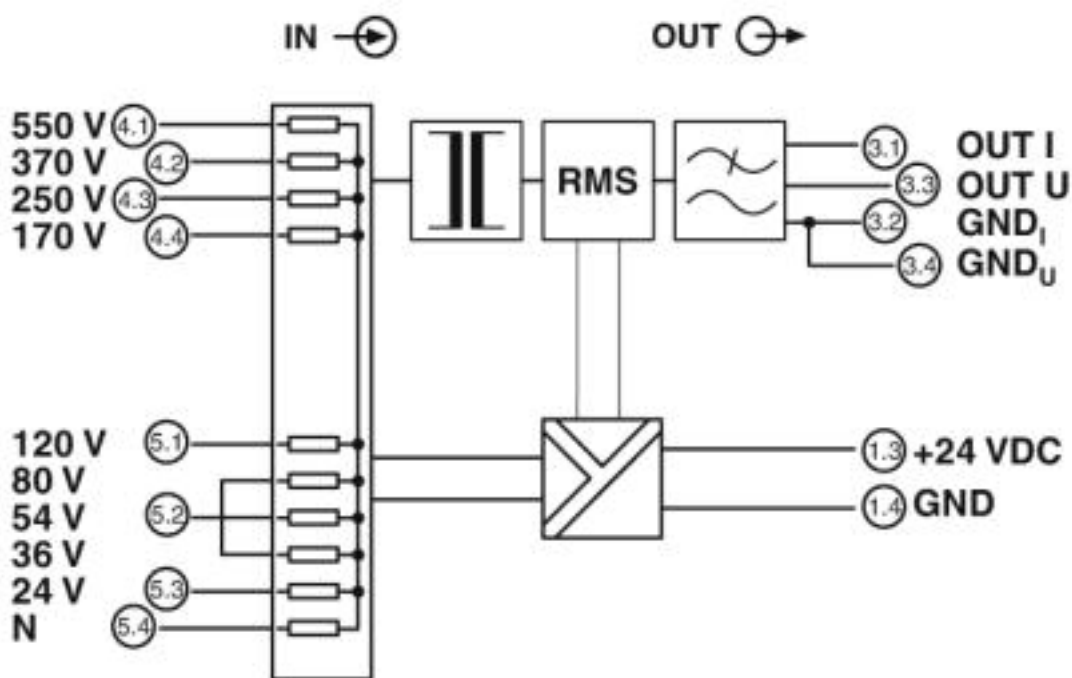 IN OUT
550 V 4.1
370 V 4.2
250 V 4.3
170 V 4.4
RMS
3.1 OUT I
3.3 OUT U
3.2 GNDI
3.4 GNDU
120 V 5.1
80 V
54 V 5.2
36 V
24 V 5.3
N 5.4
1.3 +24 VDC
1.4 GND